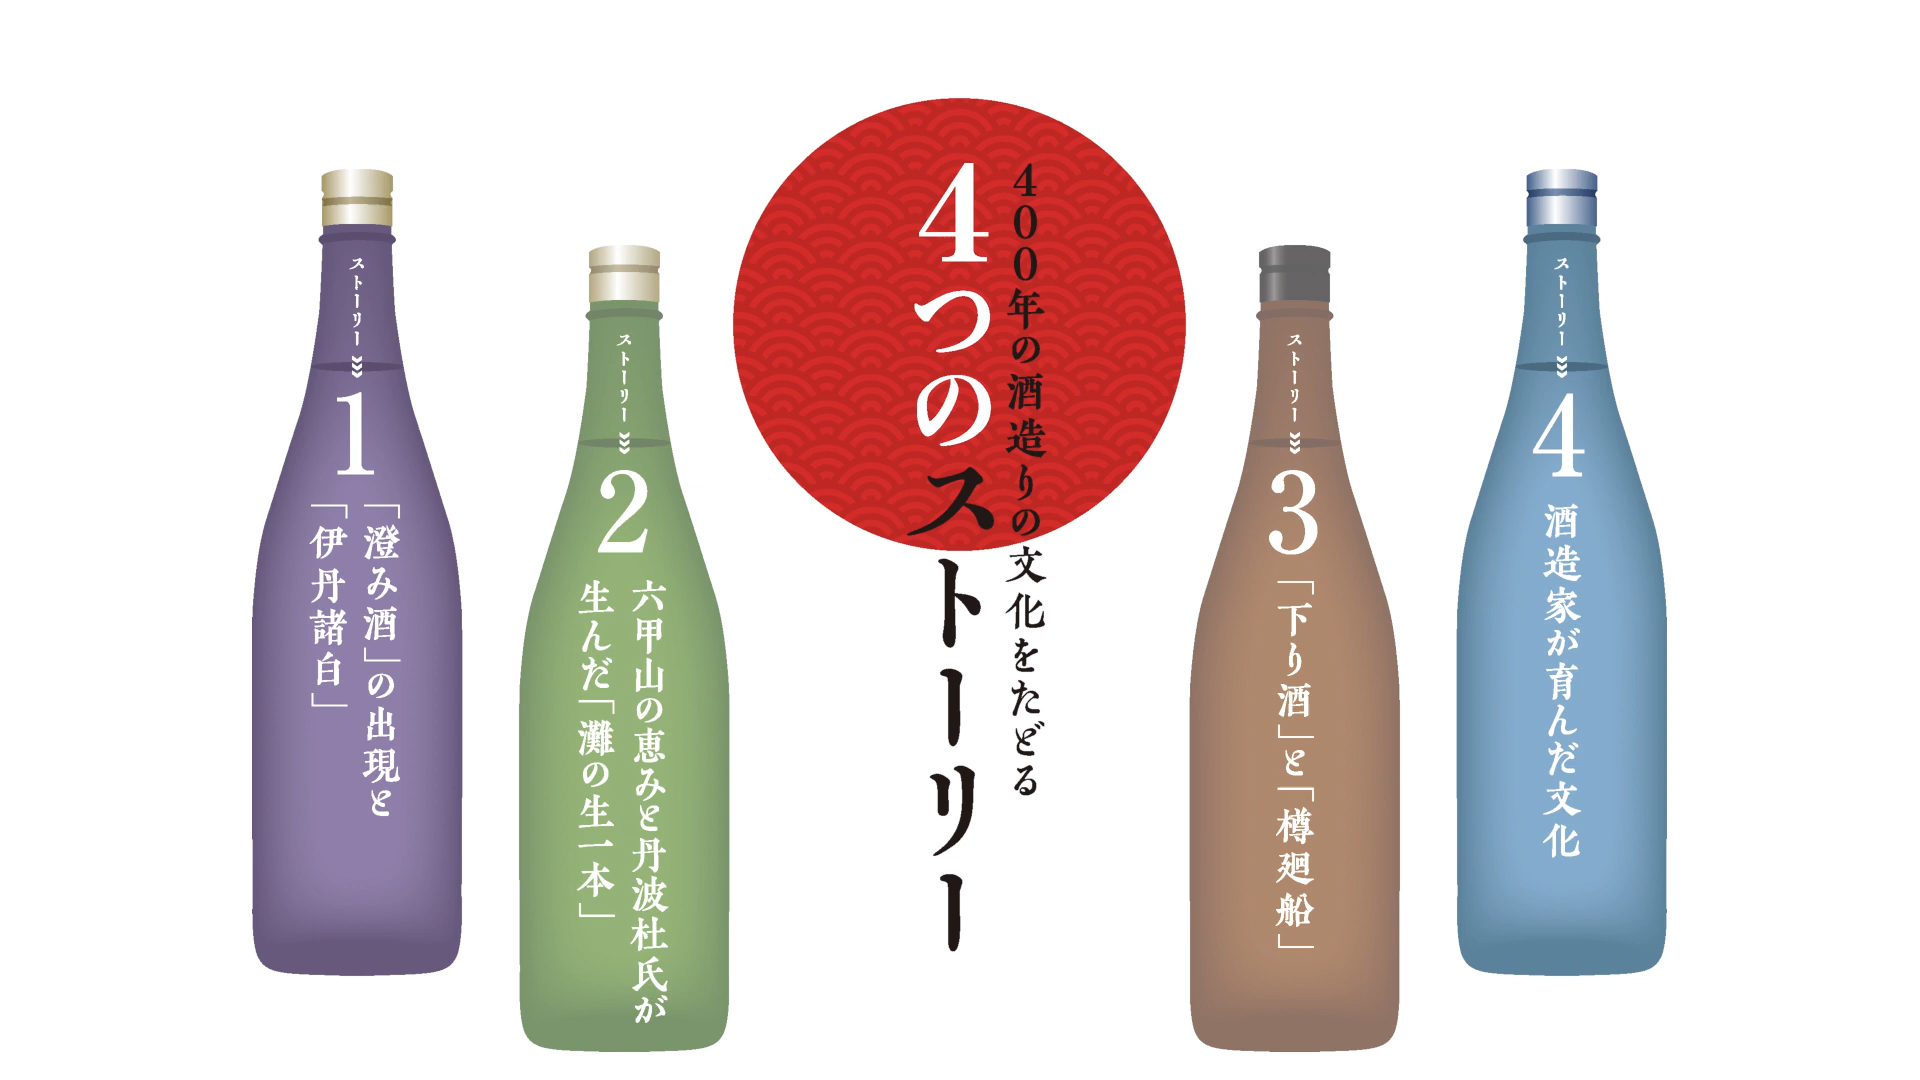 400年の酒造りの文化をたどる
4つのストーリー
ストーリー
1
「澄み酒」の出現と
「伊丹諸白」
ストーリー
2
六甲山の恵みと丹波杜氏が
生んだ「灘の生一本」
ストーリー
3
「下り酒」と「樽廻船」
ストーリー
4
酒造家が育んだ文化